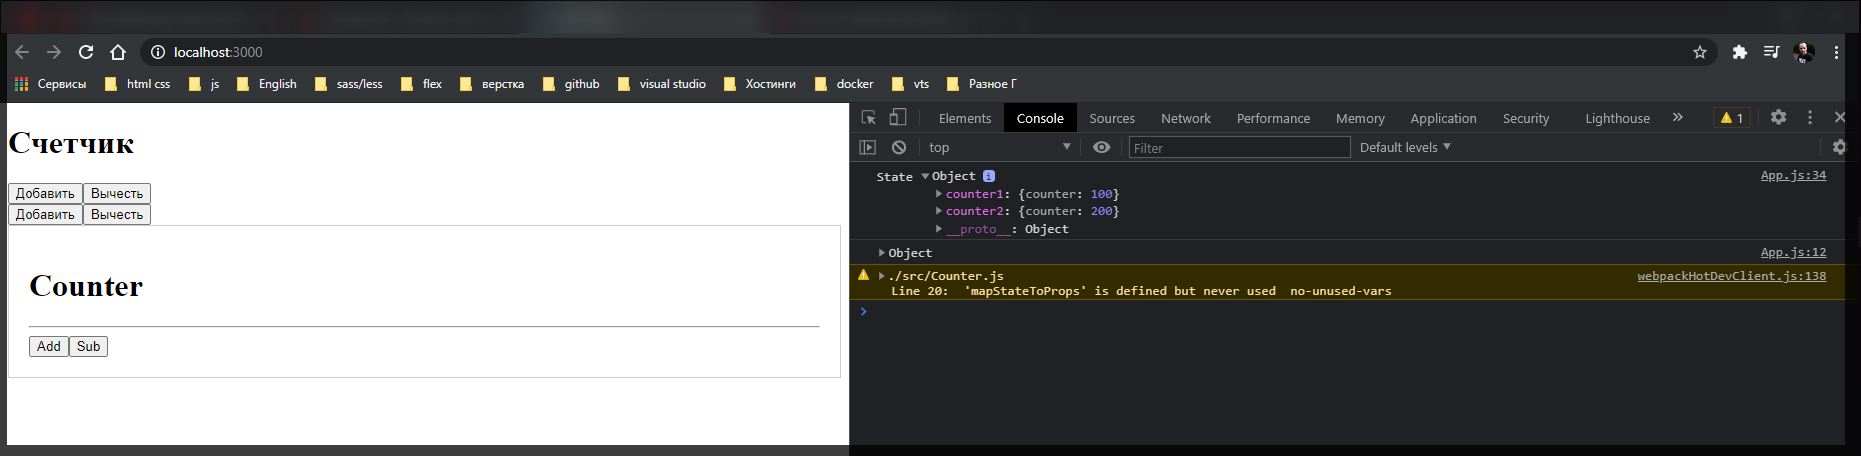 localhost:3000
Сервисы html css js English sass/less flex верстка github visual studio Хостинги docker vts Разное Г
Счетчик
Добавить Вычесть
Добавить Вычесть
Counter
Add Sub
Elements Console Sources Network Performance Memory Application Security Lighthouse » 1
top Filter Default levels
State Object i App.js:34
counter1: {counter: 100}
counter2: {counter: 200}
__proto__: Object
Object App.js:12
./src/Counter.js webpackHotDevClient.js:138
Line 20: 'mapStateToProps' is defined but never used no-unused-vars